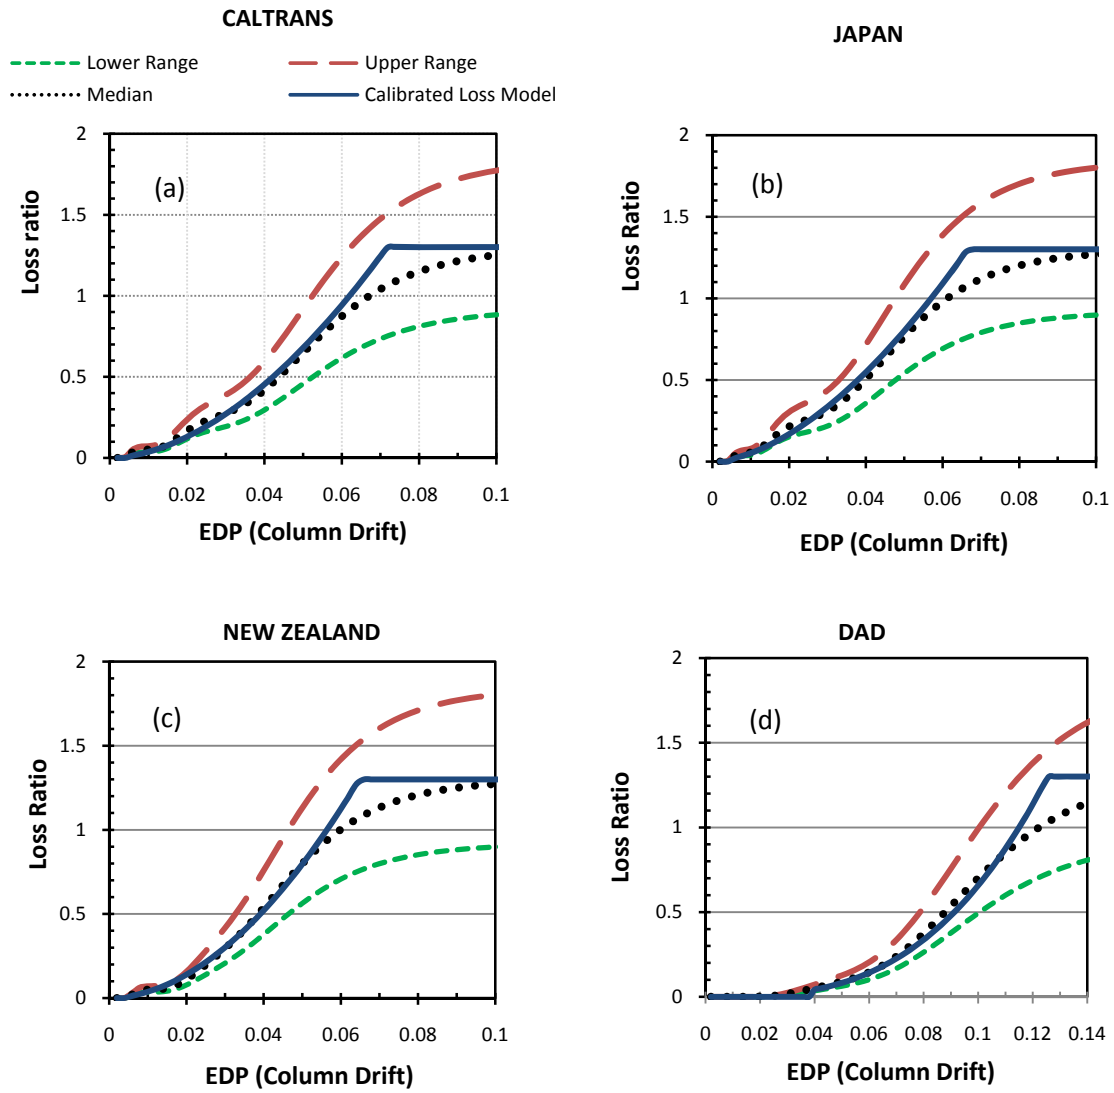 CALTRANS
Lower Range
Upper Range
Median
Calibrated Loss Model
2
1.5
1
0.5
0
(a)
Loss ratio
0 0.02 0.04 0.06 0.08 0.1
EDP (Column Drift)
JAPAN
2
1.5
1
0.5
0
(b)
Loss Ratio
0 0.02 0.04 0.06 0.08 0.1
EDP (Column Drift)
NEW ZEALAND
2
1.5
1
0.5
0
(c)
Loss Ratio
0 0.02 0.04 0.06 0.08 0.1
EDP (Column Drift)
DAD
2
1.5
1
0.5
0
(d)
Loss Ratio
0 0.02 0.04 0.06 0.08 0.1 0.12 0.14
EDP (Column Drift)